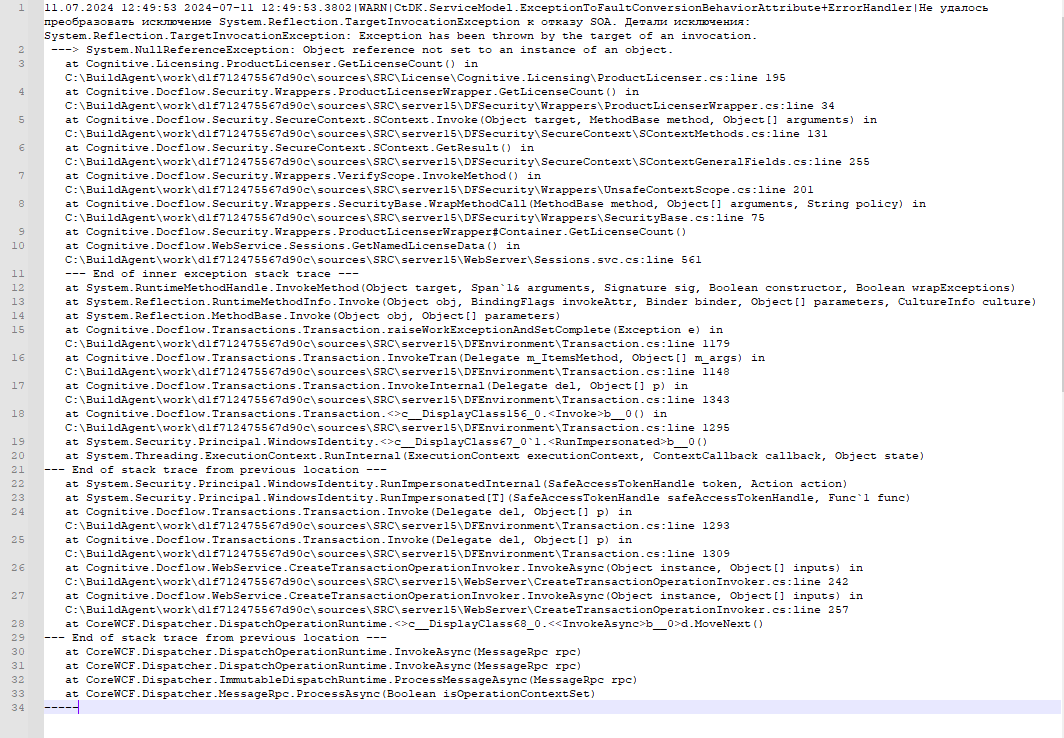 1 11.07.2024 12:49:53 2024-07-11 12:49:53.3802|WARN|CtDK.ServiceModel.ExceptionToFaultConversionBehaviorAttribute+ErrorHandler|Не удалось
преобразовать исключение System.Reflection.TargetInvocationException к отказу SOA. Детали исключения:
System.Reflection.TargetInvocationException: Exception has been thrown by the target of an invocation.
2 ---> System.NullReferenceException: Object reference not set to an instance of an object.
3 at Cognitive.Licensing.ProductLicenser.GetLicenseCount() in
C:\BuildAgent\work\d1f712475567d90c\sources\SRC\License\Cognitive.Licensing\ProductLicenser.cs:line 195
4 at Cognitive.Docflow.Security.Wrappers.ProductLicenserWrapper.GetLicenseCount() in
C:\BuildAgent\work\d1f712475567d90c\sources\SRC\server15\DFSecurity\Wrappers\ProductLicenserWrapper.cs:line 34
5 at Cognitive.Docflow.Security.SecureContext.SContext.Invoke(Object target, MethodBase method, Object[] arguments) in
C:\BuildAgent\work\d1f712475567d90c\sources\SRC\server15\DFSecurity\SecureContext\SContextMethods.cs:line 131
6 at Cognitive.Docflow.Security.SecureContext.SContext.GetResult() in
C:\BuildAgent\work\d1f712475567d90c\sources\SRC\server15\DFSecurity\SecureContext\SContextGeneralFields.cs:line 255
7 at Cognitive.Docflow.Security.Wrappers.VerifyScope.InvokeMethod() in
C:\BuildAgent\work\d1f712475567d90c\sources\SRC\server15\DFSecurity\Wrappers\UnsafeContextScope.cs:line 201
8 at Cognitive.Docflow.Security.Wrappers.SecurityBase.WrapMethodCall(MethodBase method, Object[] arguments, String policy) in
C:\BuildAgent\work\d1f712475567d90c\sources\SRC\server15\DFSecurity\Wrappers\SecurityBase.cs:line 75
9 at Cognitive.Docflow.Security.Wrappers.ProductLicenserWrapper#Container.GetLicenseCount()
10 at Cognitive.Docflow.WebService.Sessions.GetNamedLicenseData() in
C:\BuildAgent\work\d1f712475567d90c\sources\SRC\server15\WebServer\Sessions.svc.cs:line 561
11 --- End of inner exception stack trace ---
12 at System.RuntimeMethodHandle.InvokeMethod(Object target, Span`1& arguments, Signature sig, Boolean constructor, Boolean wrapExceptions)
13 at System.Reflection.RuntimeMethodInfo.Invoke(Object obj, BindingFlags invokeAttr, Binder binder, Object[] parameters, CultureInfo culture)
14 at System.Reflection.MethodBase.Invoke(Object obj, Object[] parameters)
15 at Cognitive.Docflow.Transactions.Transaction.raiseWorkExceptionAndSetComplete(Exception e) in
C:\BuildAgent\work\d1f712475567d90c\sources\SRC\server15\DFEnvironment\Transaction.cs:line 1179
16 at Cognitive.Docflow.Transactions.Transaction.InvokeTran(Delegate m_ItemsMethod, Object[] m_args) in
C:\BuildAgent\work\d1f712475567d90c\sources\SRC\server15\DFEnvironment\Transaction.cs:line 1148
17 at Cognitive.Docflow.Transactions.Transaction.InvokeInternal(Delegate del, Object[] p) in
C:\BuildAgent\work\d1f712475567d90c\sources\SRC\server15\DFEnvironment\Transaction.cs:line 1343
18 at Cognitive.Docflow.Transactions.Transaction.<>c__DisplayClass156_0.<Invoke>b__0() in
C:\BuildAgent\work\d1f712475567d90c\sources\SRC\server15\DFEnvironment\Transaction.cs:line 1295
19 at System.Security.Principal.WindowsIdentity.<>c__DisplayClass67_0`1.<RunImpersonated>b__0()
20 at System.Threading.ExecutionContext.RunInternal(ExecutionContext executionContext, ContextCallback callback, Object state)
21 --- End of stack trace from previous location ---
22 at System.Security.Principal.WindowsIdentity.RunImpersonatedInternal(SafeAccessTokenHandle token, Action action)
23 at System.Security.Principal.WindowsIdentity.RunImpersonated[T](SafeAccessTokenHandle safeAccessTokenHandle, Func`1 func)
24 at Cognitive.Docflow.Transactions.Transaction.Invoke(Delegate del, Object[] p) in
C:\BuildAgent\work\d1f712475567d90c\sources\SRC\server15\DFEnvironment\Transaction.cs:line 1293
25 at Cognitive.Docflow.Transactions.Transaction.Invoke(Delegate del, Object[] p) in
C:\BuildAgent\work\d1f712475567d90c\sources\SRC\server15\DFEnvironment\Transaction.cs:line 1309
26 at Cognitive.Docflow.WebService.CreateTransactionOperationInvoker.InvokeAsync(Object instance, Object[] inputs) in
C:\BuildAgent\work\d1f712475567d90c\sources\SRC\server15\WebServer\CreateTransactionOperationInvoker.cs:line 242
27 at Cognitive.Docflow.WebService.CreateTransactionOperationInvoker.InvokeAsync(Object instance, Object[] inputs) in
C:\BuildAgent\work\d1f712475567d90c\sources\SRC\server15\WebServer\CreateTransactionOperationInvoker.cs:line 257
28 at CoreWCF.Dispatcher.DispatchOperationRuntime.<>c__DisplayClass68_0.<<InvokeAsync>b__0>d.MoveNext()
29 --- End of stack trace from previous location ---
30 at CoreWCF.Dispatcher.DispatchOperationRuntime.InvokeAsync(MessageRpc rpc)
31 at CoreWCF.Dispatcher.DispatchOperationRuntime.InvokeAsync(MessageRpc rpc)
32 at CoreWCF.Dispatcher.ImmutableDispatchRuntime.ProcessMessageAsync(MessageRpc rpc)
33 at CoreWCF.Dispatcher.MessageRpc.ProcessAsync(Boolean isOperationContextSet)
34 -----